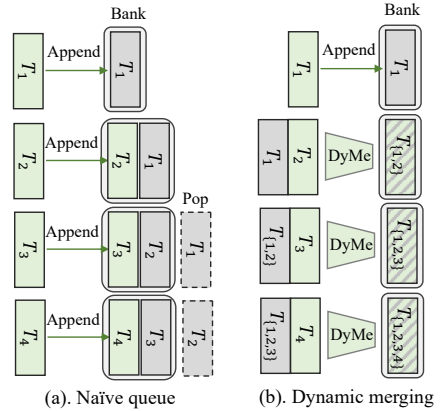 Bank
T1 Append T1
T2 Append T2 T1
Pop
T3 Append T3 T2 T1
T4 Append T4 T3 T2
(a). Naïve queue
Bank
T1 Append T1
T1 T2 DyMe T{1,2}
T{1,2} T3 DyMe T{1,2,3}
T{1,2,3} T4 DyMe T{1,2,3,4}
(b). Dynamic merging